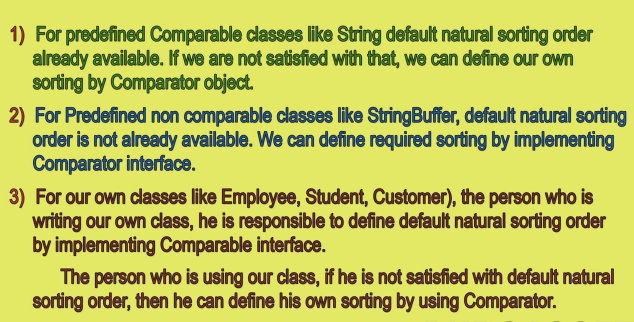 1) For predefined Comparable classes like String default natural sorting order
already available. If we are not satisfied with that, we can define our own
sorting by Comparator object.
2) For Predefined non comparable classes like StringBuffer, default natural sorting
order is not already available. We can define required sorting by implementing
Comparator interface.
3) For our own classes like Employee, Student, Customer), the person who is
writing our own class, he is responsible to define default natural sorting order
by implementing Comparable interface.
The person who is using our class, if he is not satisfied with default natural
sorting order, then he can define his own sorting by using Comparator.